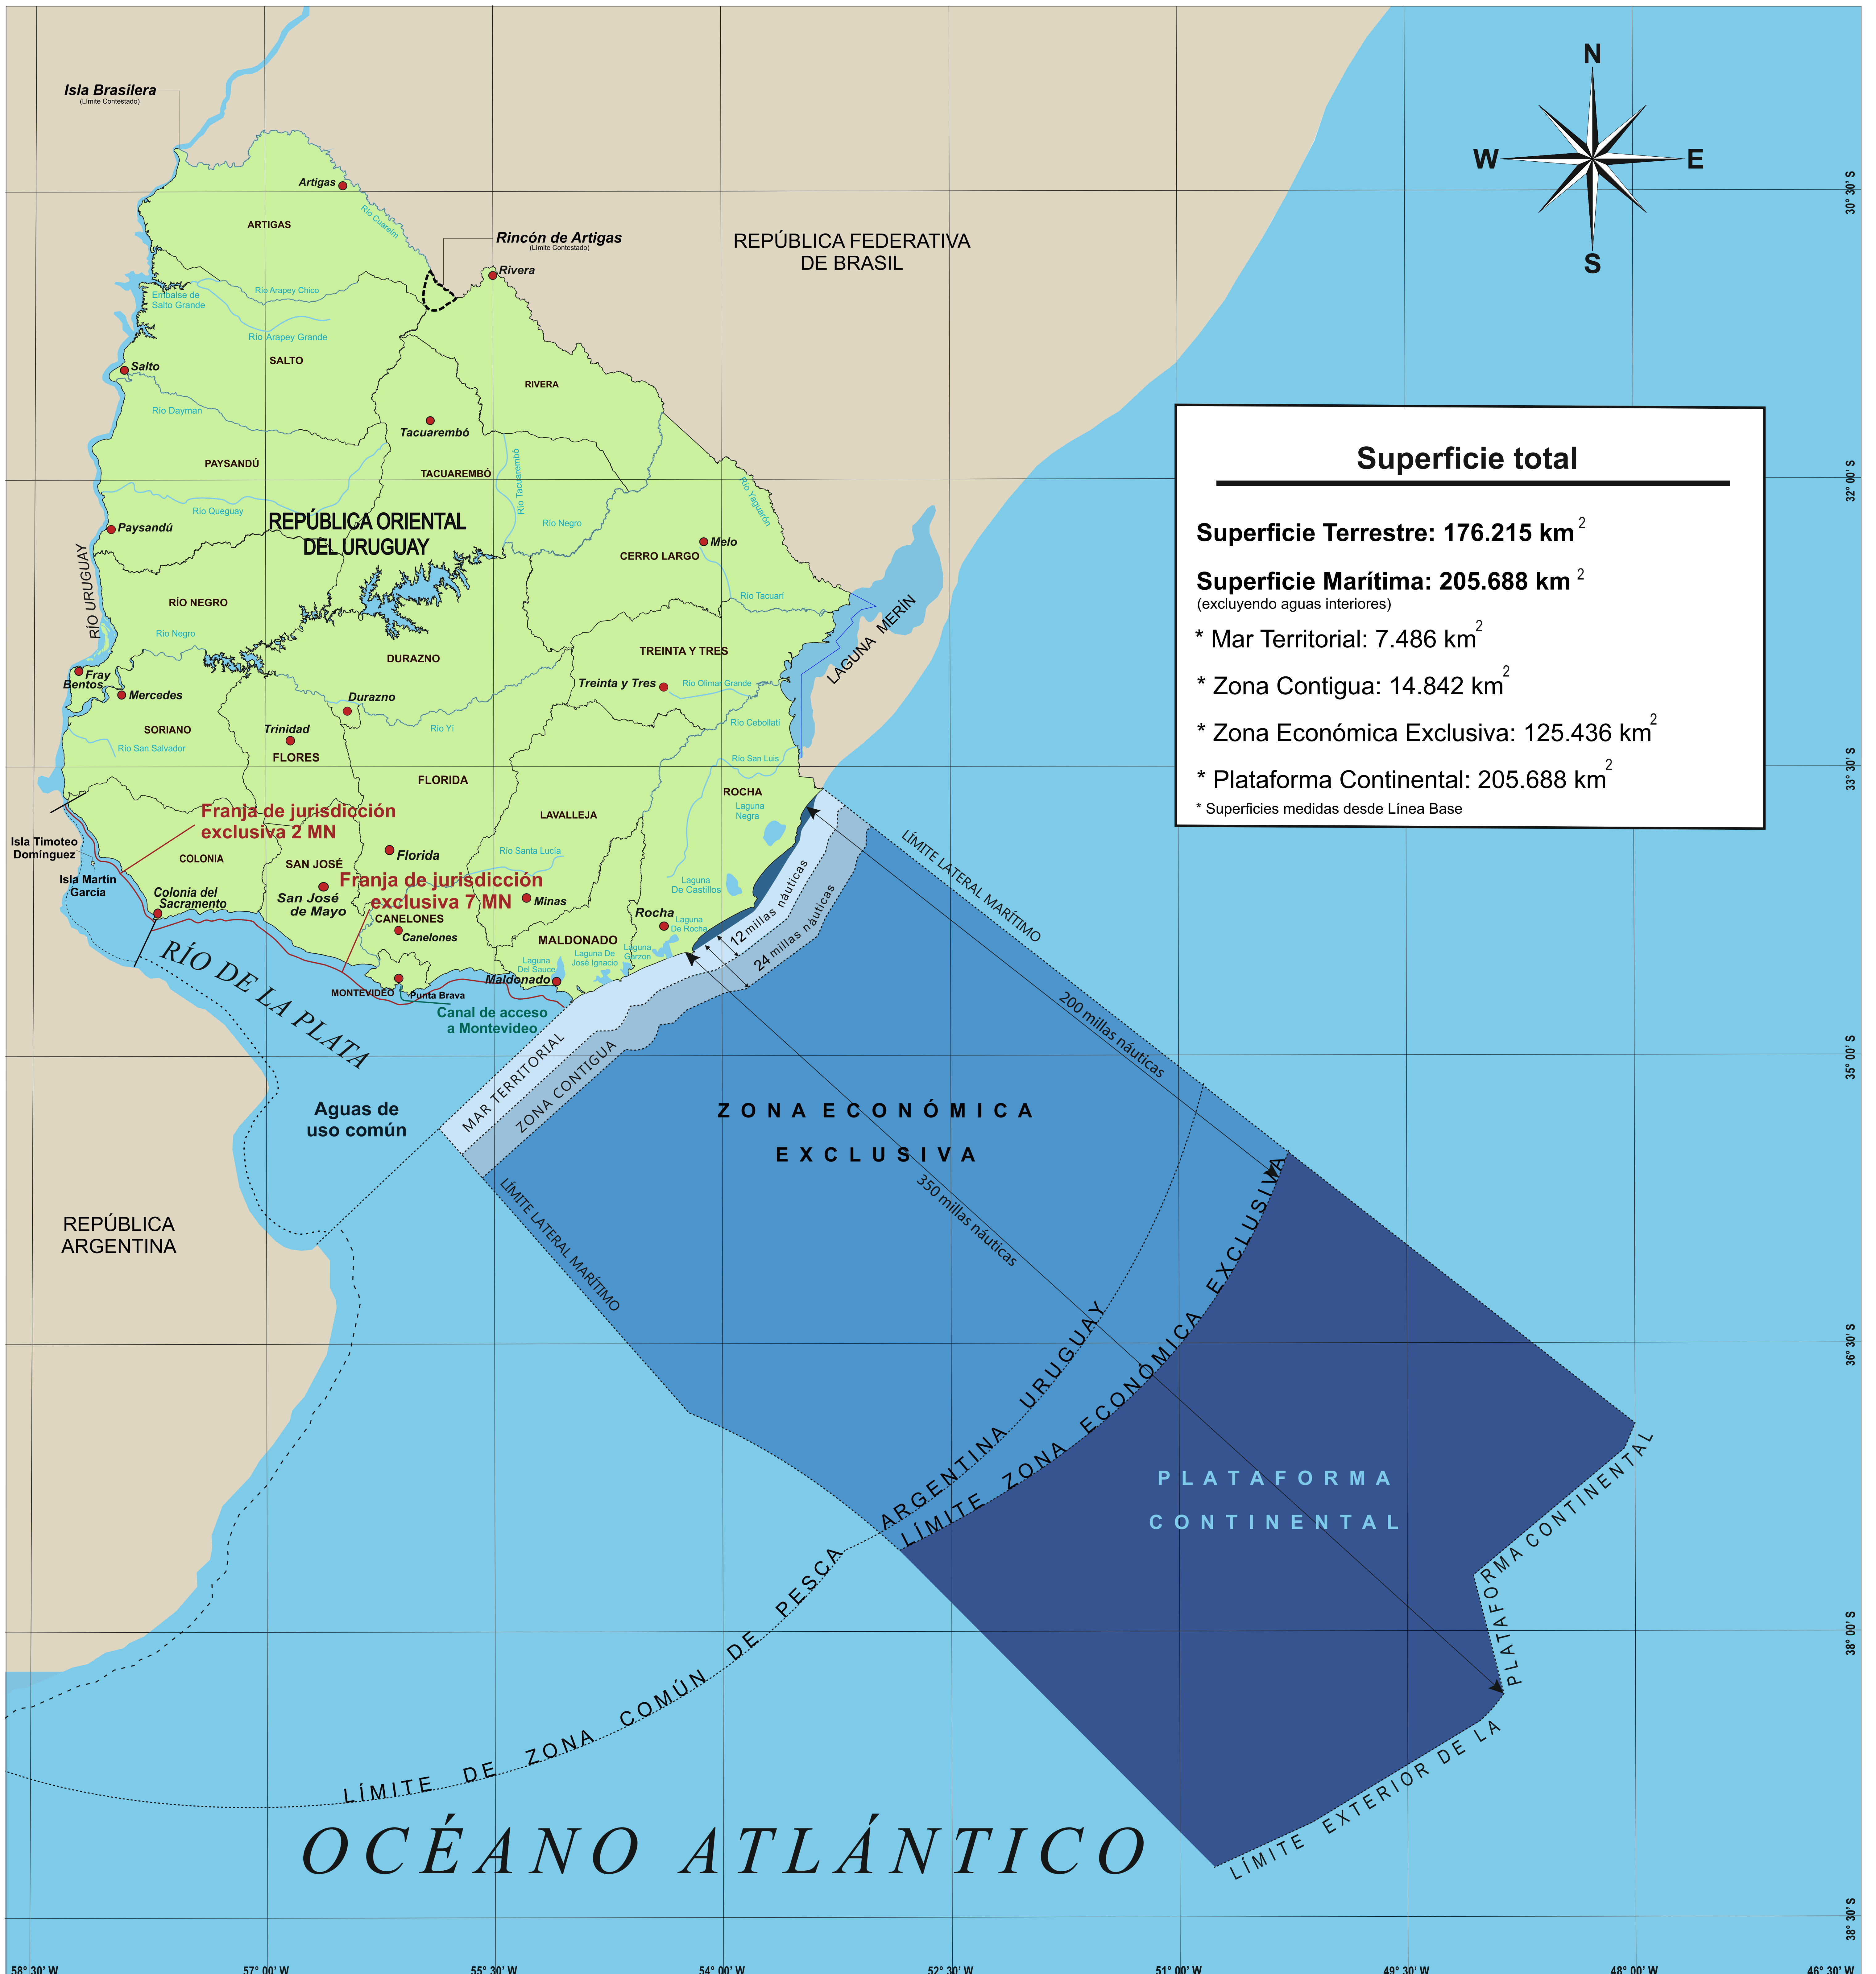 N
W
E
S
Isla Brasilera
(Límite Contestado)
Artigas
ARTIGAS
Río Cuareim
Rincón de Artigas
(Límite Contestado)
Rivera
REPÚBLICA FEDERATIVA
DE BRASIL
Embalse de
Salto Grande
Río Arapey Chico
Río Arapey Grande
SALTO
Salto
RIVERA
Río Dayman
Tacuarembó
PAYSANDÚ
TACUAREMBÓ
Río Tacuarembó
Río Yaguarón
Río Queguay
Río Negro
REPÚBLICA ORIENTAL
DEL URUGUAY
Paysandú
Melo
CERRO LARGO
RÍO URUGUAY
RÍO NEGRO
Río Tacuarí
Río Negro
LAGUNA MERÍN
DURAZNO
TREINTA Y TRES
Fray
Bentos
Mercedes
Treinta y Tres
Río Olimar Grande
Durazno
SORIANO
Trinidad
Río Yí
Río Cebollatí
Río San Salvador
FLORES
Río San Luis
FLORIDA
ROCHA
Laguna
Negra
Franja de jurisdicción
exclusiva 2 MN
LAVALLEJA
Isla Timoteo
Domínguez
COLONIA
SAN JOSÉ
Florida
Río Santa Lucía
Isla Martín
García
Franja de jurisdicción
exclusiva 7 MN
Laguna
De Castillos
Colonia del
Sacramento
San José
de Mayo
Minas
CANELONES
Canelones
Rocha
Laguna
De Rocha
MALDONADO
Laguna
Garzon
Laguna De
José Ignacio
Laguna
Del Sauce
Maldonado
MONTEVIDEO
Punta Brava
Canal de acceso
a Montevideo
RÍO DE LA PLATA
12 millas náuticas
24 millas náuticas
LÍMITE LATERAL MARÍTIMO
200 millas náuticas
MAR TERRITORIAL
ZONA CONTIGUA
Aguas de
uso común
ZONA ECONÓMICA
EXCLUSIVA
350 millas náuticas
LÍMITE LATERAL MARÍTIMO
REPÚBLICA
ARGENTINA
LÍMITE ZONA ECONÓMICA EXCLUSIVA
LÍMITE DE ZONA COMÚN DE PESCA ARGENTINA URUGUAY
PLATAFORMA
CONTINENTAL
LÍMITE EXTERIOR DE LA PLATAFORMA CONTINENTAL
OCÉANO ATLÁNTICO
Superficie total
Superficie Terrestre: 176.215 km2
Superficie Marítima: 205.688 km2
(excluyendo aguas interiores)
* Mar Territorial: 7.486 km2
* Zona Contigua: 14.842 km2
* Zona Económica Exclusiva: 125.436 km2
* Plataforma Continental: 205.688 km2
* Superficies medidas desde Línea Base
30° 30' S
32° 00' S
33° 30' S
35° 00' S
36° 30' S
38° 00' S
38° 30' S
58° 30' W
57° 00' W
55° 30' W
54° 00' W
52° 30' W
51° 00' W
49° 30' W
48° 00' W
46° 30' W